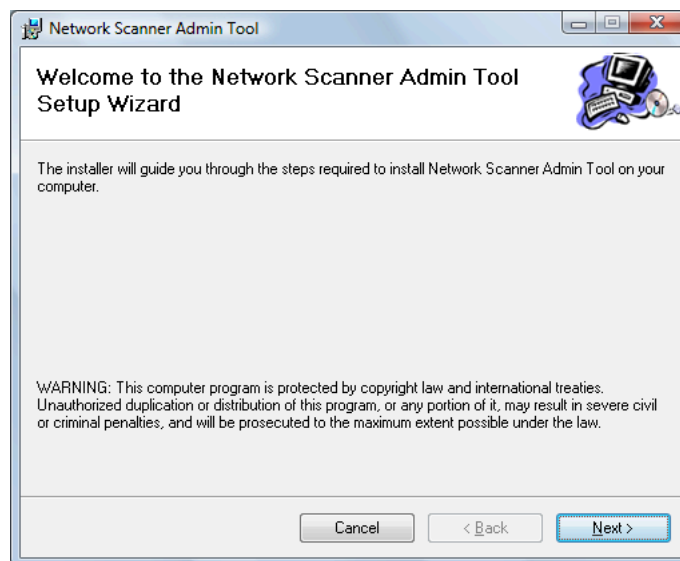 Network Scanner Admin Tool
Welcome to the Network Scanner Admin Tool
Setup Wizard
The installer will guide you through the steps required to install Network Scanner Admin Tool on your
computer.
WARNING: This computer program is protected by copyright law and international treaties.
Unauthorized duplication or distribution of this program, or any portion of it, may result in severe civil
or criminal penalties, and will be prosecuted to the maximum extent possible under the law.
Cancel < Back Next >